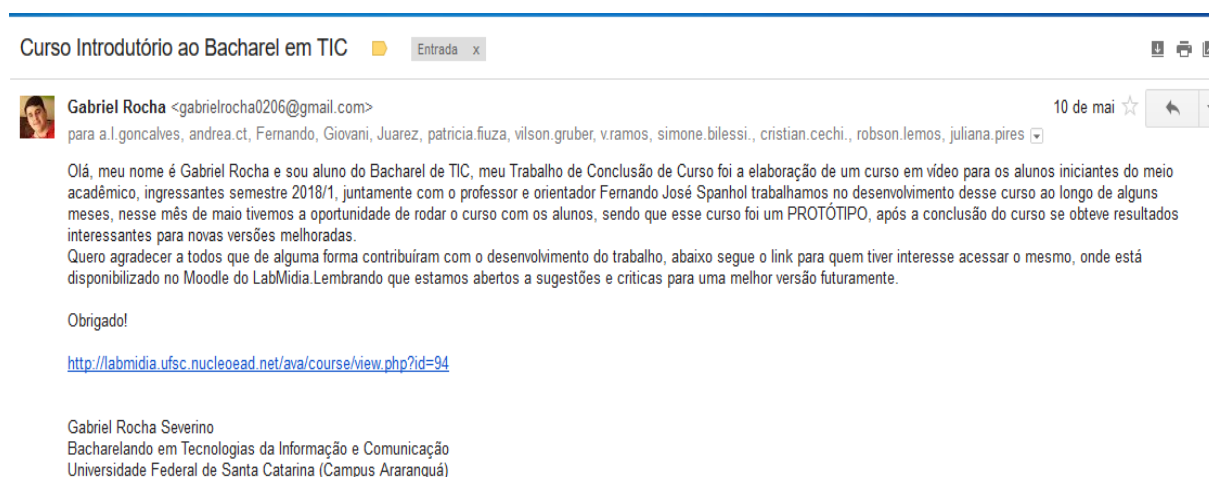 Curso Introdutório ao Bacharel em TIC Entrada x
Gabriel Rocha <gabrielrocha0206@gmail.com> 10 de mai
para a.l.goncalves, andrea.ct, Fernando, Giovani, Juarez, patricia.fiuza, vilson.gruber, v.ramos, simone.bilessi., cristian.cechi., robson.lemos, juliana.pires
Olá, meu nome é Gabriel Rocha e sou aluno do Bacharel de TIC, meu Trabalho de Conclusão de Curso foi a elaboração de um curso em vídeo para os alunos iniciantes do meio
acadêmico, ingressantes semestre 2018/1, juntamente com o professor e orientador Fernando José Spanhol trabalhamos no desenvolvimento desse curso ao longo de alguns
meses, nesse mês de maio tivemos a oportunidade de rodar o curso com os alunos, sendo que esse curso foi um PROTÓTIPO, após a conclusão do curso se obteve resultados
interessantes para novas versões melhoradas.
Quero agradecer a todos que de alguma forma contribuíram com o desenvolvimento do trabalho, abaixo segue o link para quem tiver interesse acessar o mesmo, onde está
disponibilizado no Moodle do LabMidia.Lembrando que estamos abertos a sugestões e criticas para uma melhor versão futuramente.
Obrigado!
http://labmidia.ufsc.nucleoead.net/ava/course/view.php?id=94
Gabriel Rocha Severino
Bacharelando em Tecnologias da Informação e Comunicação
Universidade Federal de Santa Catarina (Campus Araranguá)